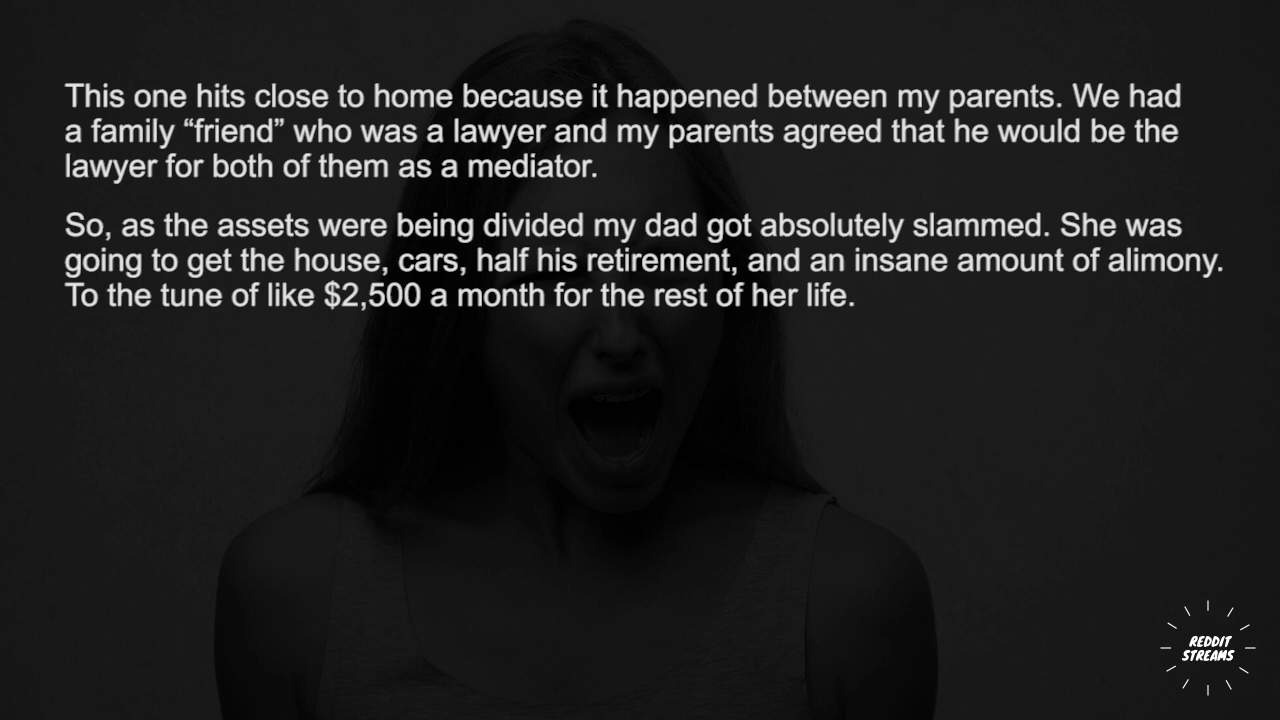 This one hits close to home because it happened between my parents. We had
a family “friend” who was a lawyer and my parents agreed that he would be the
lawyer for both of them as a mediator.
So, as the assets were being divided my dad got absolutely slammed. She was
going to get the house, cars, half his retirement, and an insane amount of alimony.
To the tune of like $2,500 a month for the rest of her life.
REDDIT
STREAMS